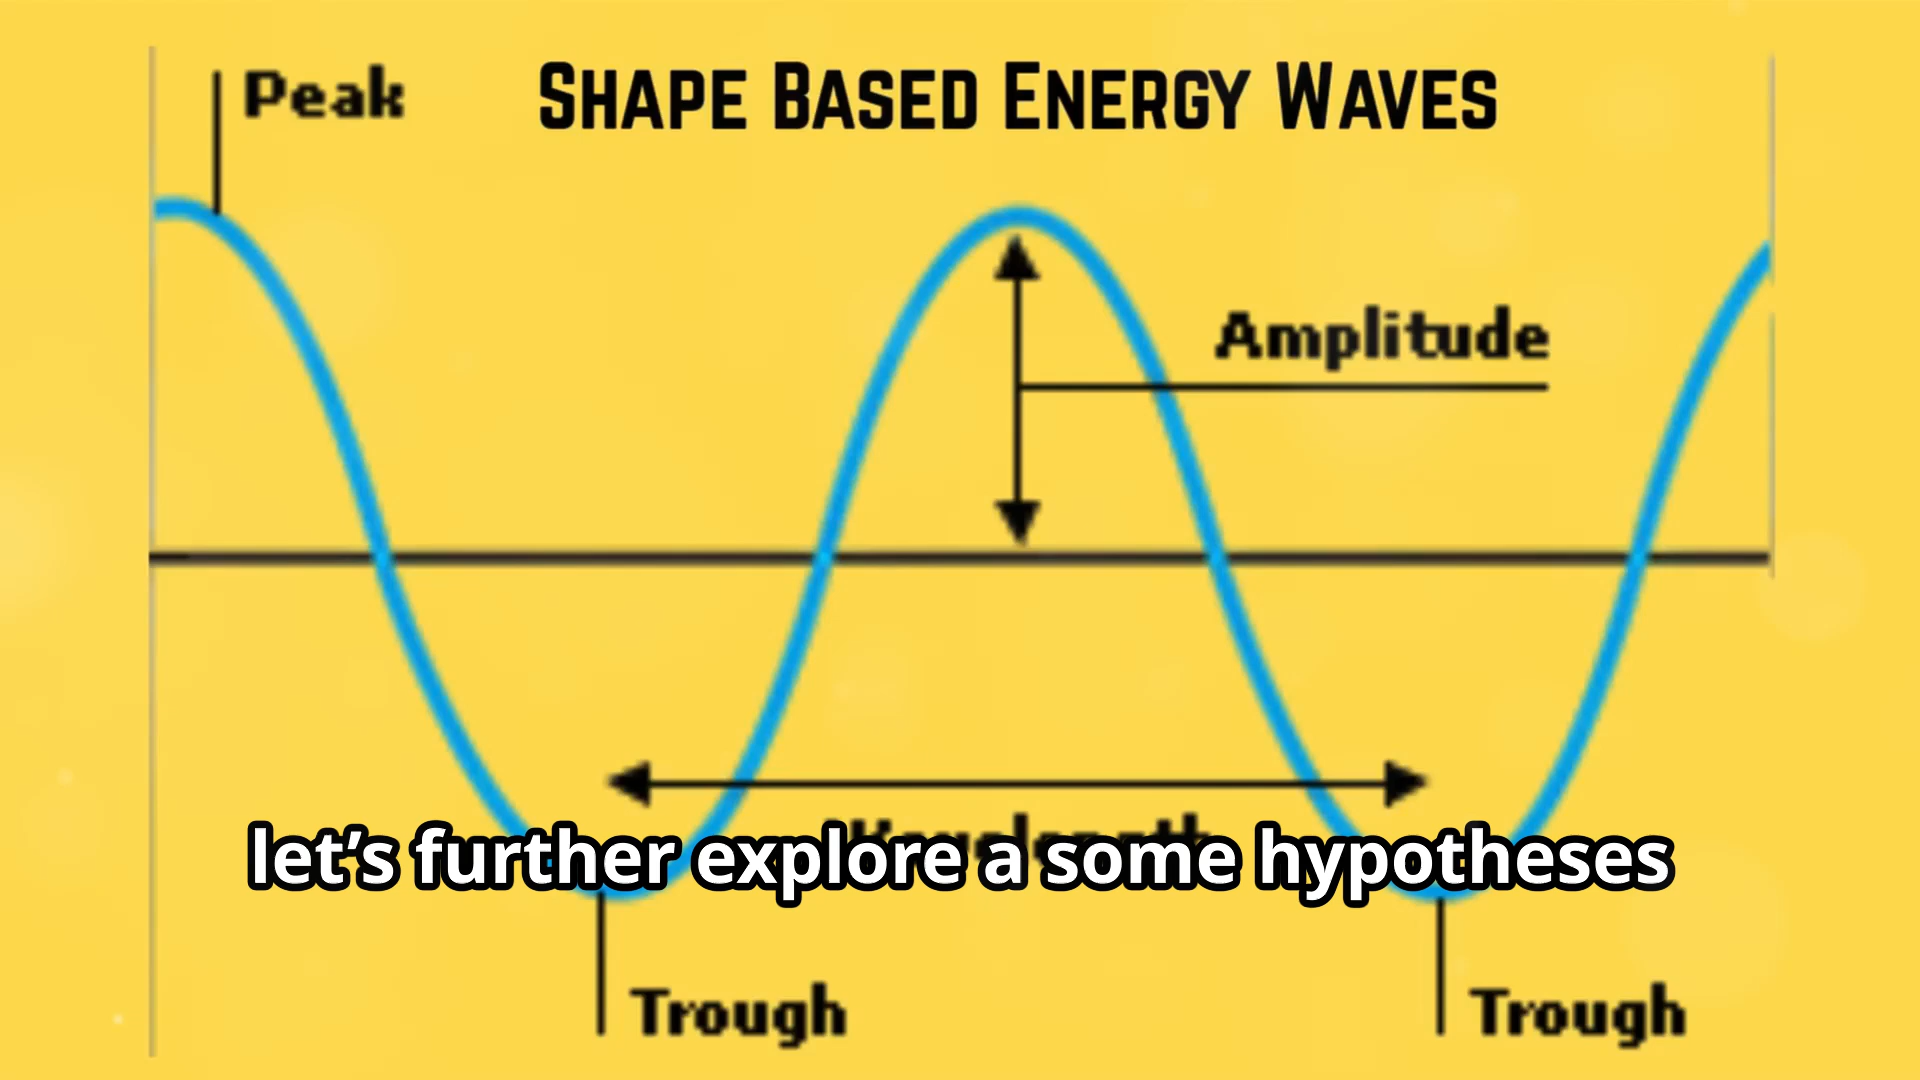 Peak
SHAPE BASED ENERGY WAVES
Amplitude
let's further explore a some hypotheses
Trough
Trough